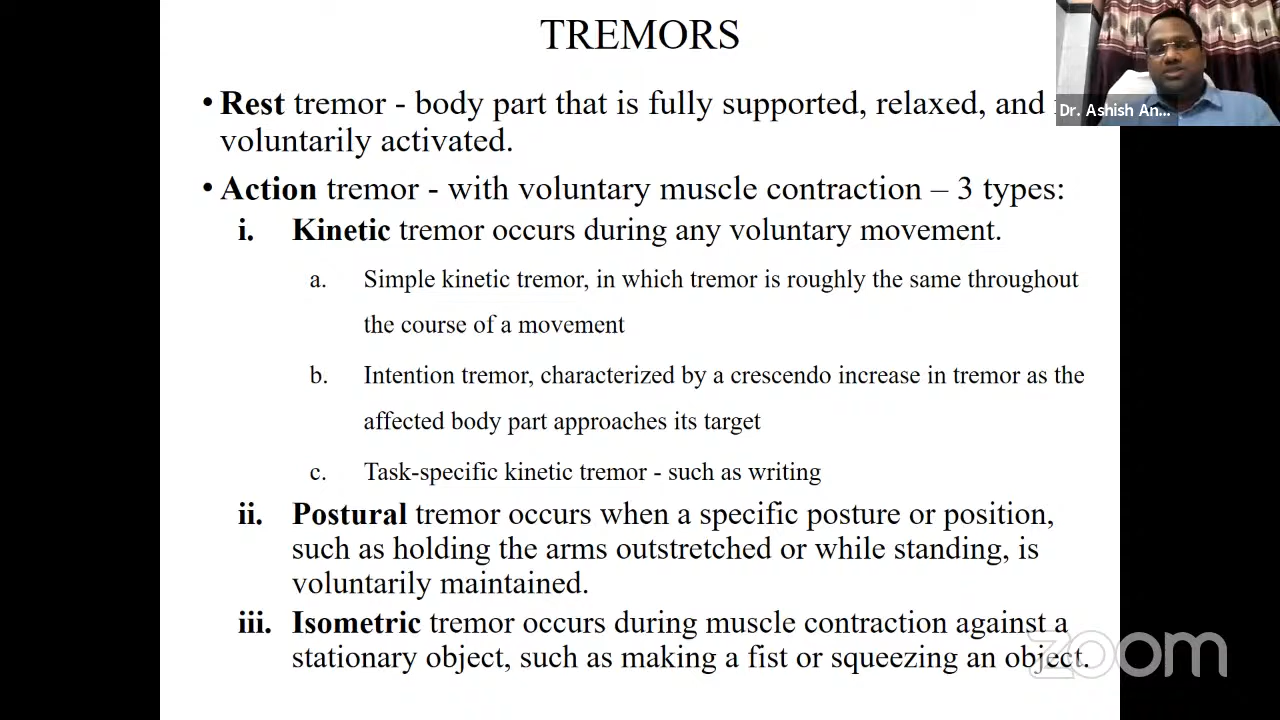 TREMORS
• Rest tremor - body part that is fully supported, relaxed, and
voluntarily activated.
• Action tremor - with voluntary muscle contraction – 3 types:
i. Kinetic tremor occurs during any voluntary movement.
a. Simple kinetic tremor, in which tremor is roughly the same throughout
the course of a movement
b. Intention tremor, characterized by a crescendo increase in tremor as the
affected body part approaches its target
c. Task-specific kinetic tremor - such as writing
ii. Postural tremor occurs when a specific posture or position,
such as holding the arms outstretched or while standing, is
voluntarily maintained.
iii. Isometric tremor occurs during muscle contraction against a
stationary object, such as making a fist or squeezing an object.
Dr. Ashish An...
zoom